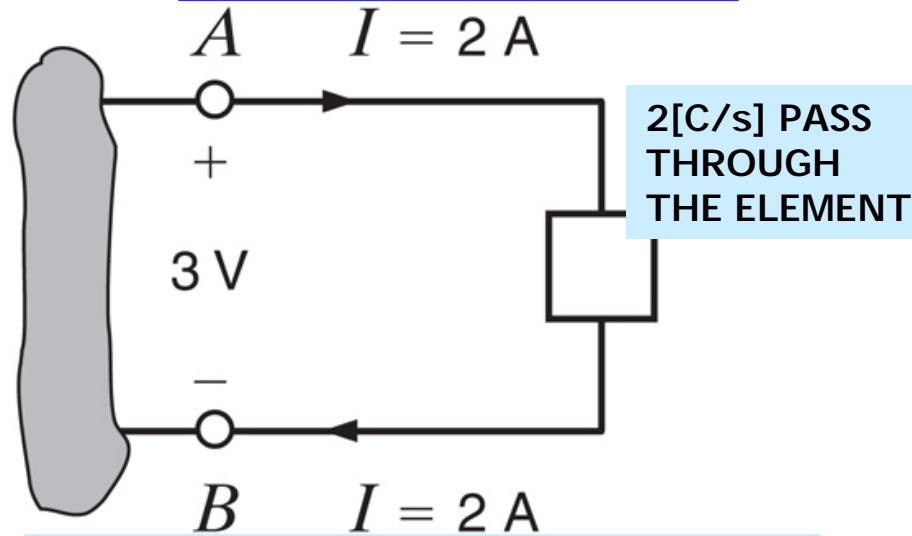 A I = 2 A
2[C/s] PASS
THROUGH
THE ELEMENT
+
3 V
−
B I = 2 A